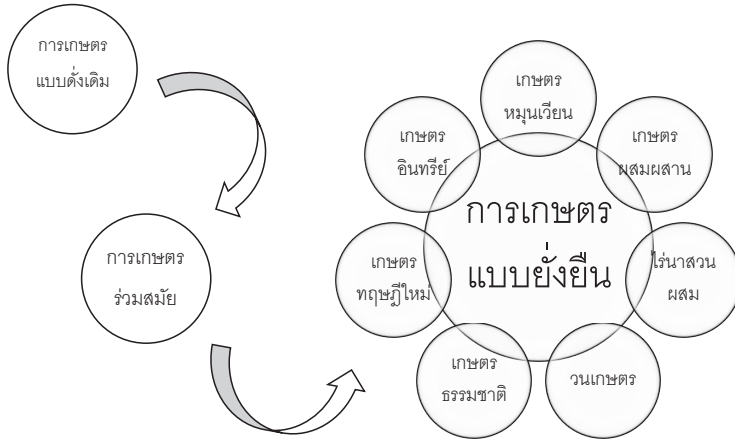 การเกษตร
แบบดั่งเดิม
การเกษตร
ร่วมสมัย
เกษตร
หมุนเวียน
เกษตร
ผสมผสาน
ไร่นาสวน
ผสม
วนเกษตร
เกษตร
ธรรมชาติ
เกษตร
ทฤษฎีใหม่
เกษตร
อินทรีย์
การเกษตร
แบบยั่งยืน